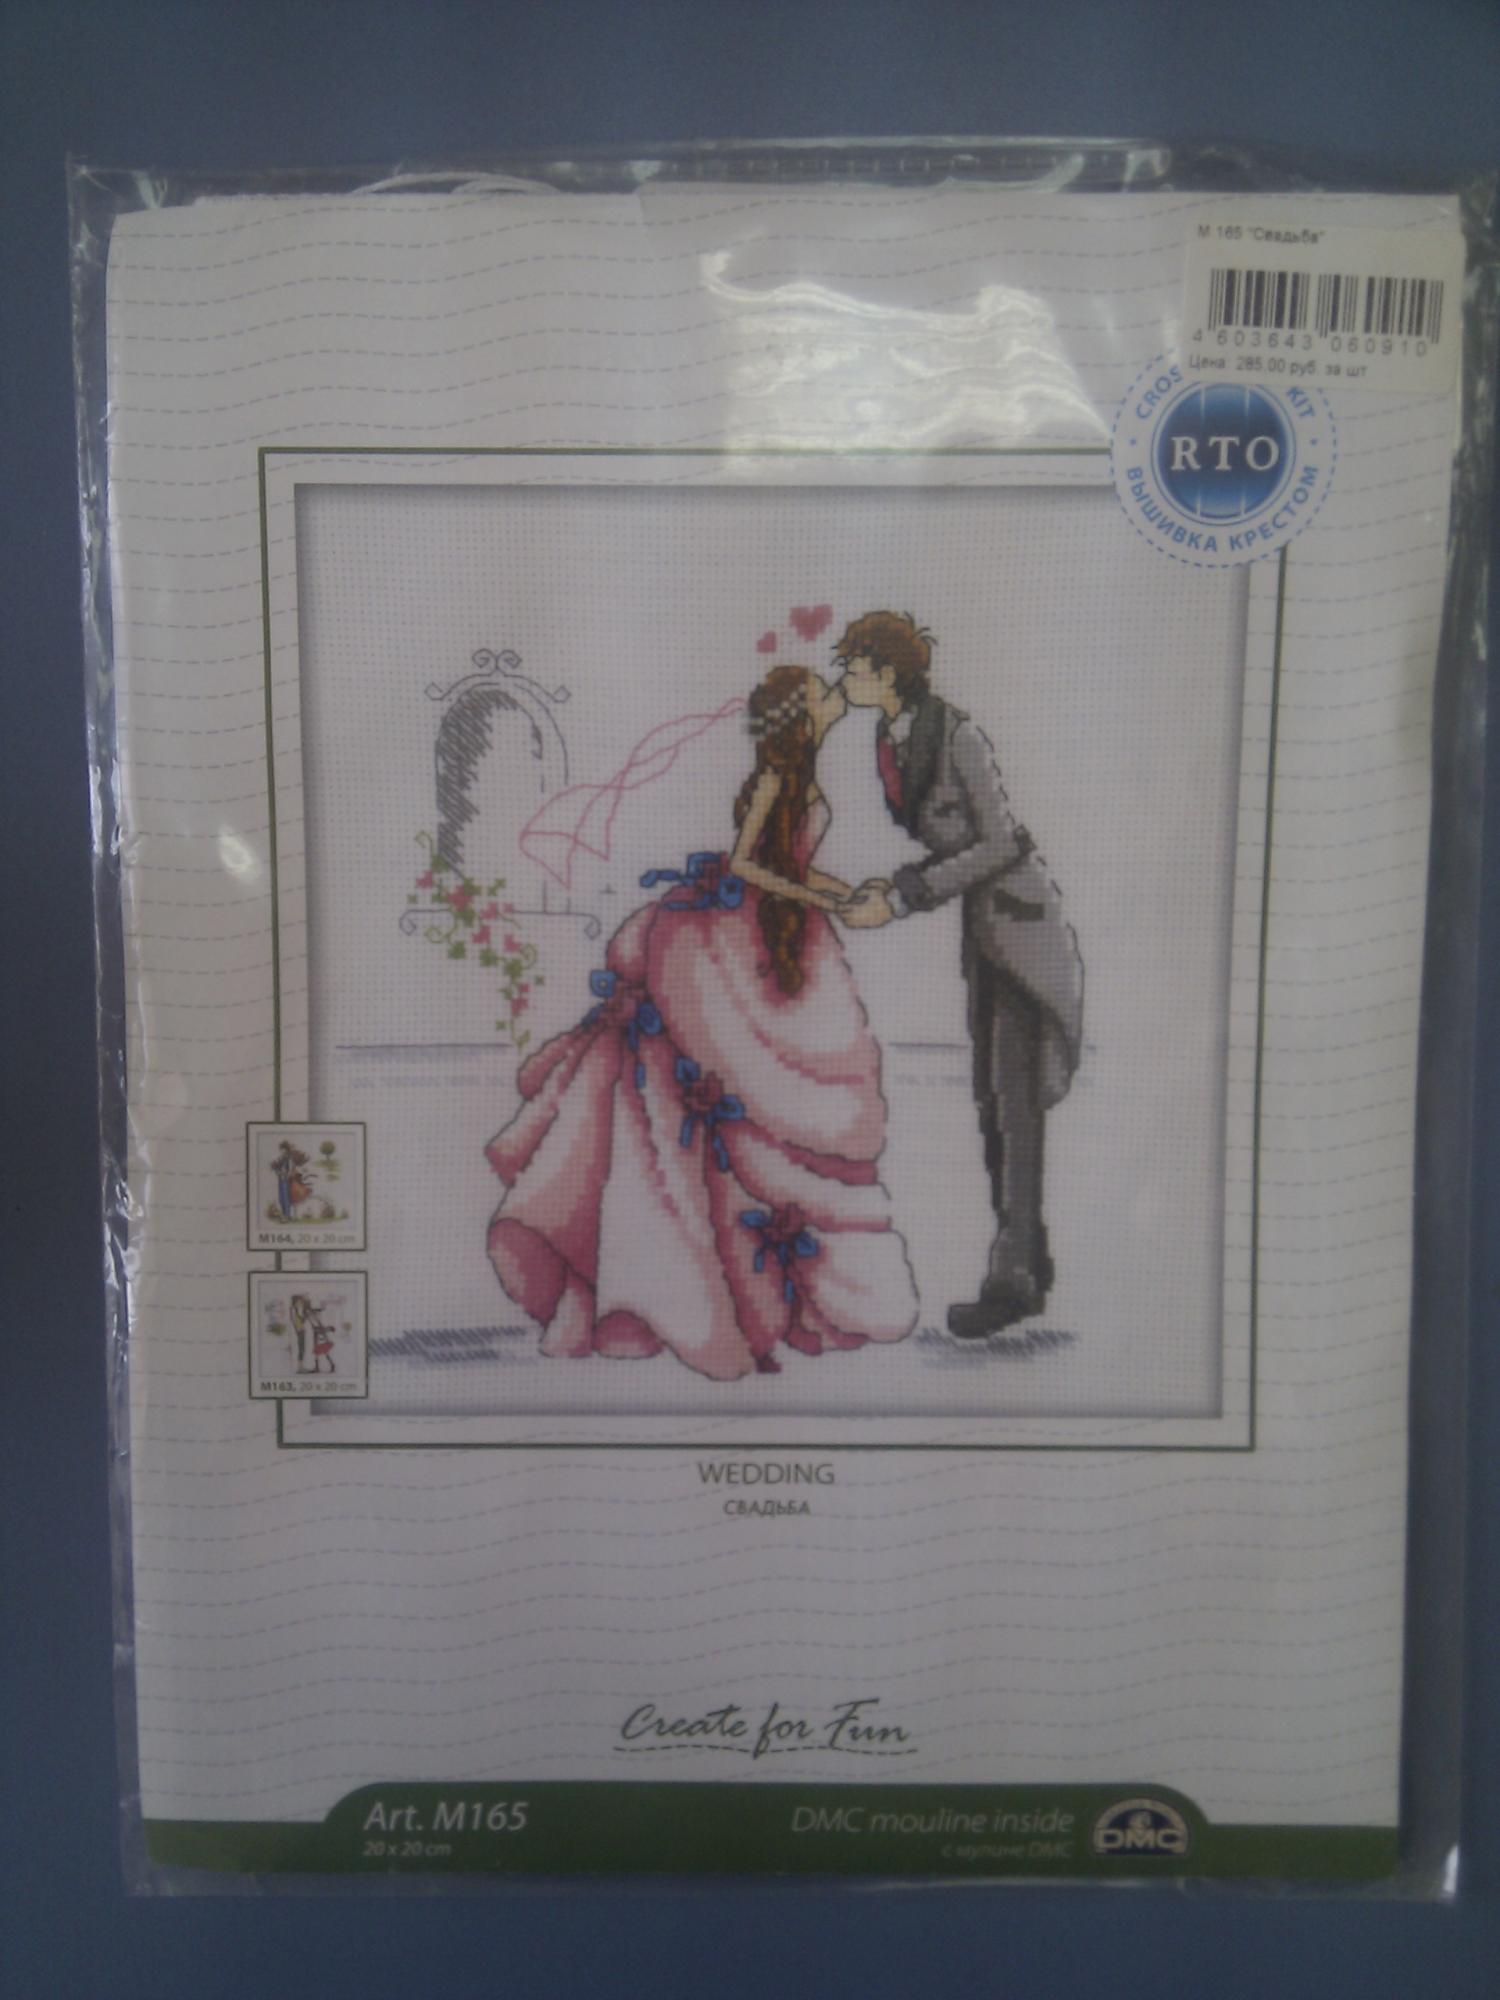 М 165 "Свадьба"
4 603643 060910
Цена: 285.00 руб. за шт
CROS KIT
RTO
ВЫШИВКА КРЕСТОМ
M164, 20 x 20 cm
M163, 20 x 20 cm
WEDDING
СВАДЬБА
Create for Fun
Art. M165
20 x 20 cm
DMC mouline inside
с мулине DMC
DMC